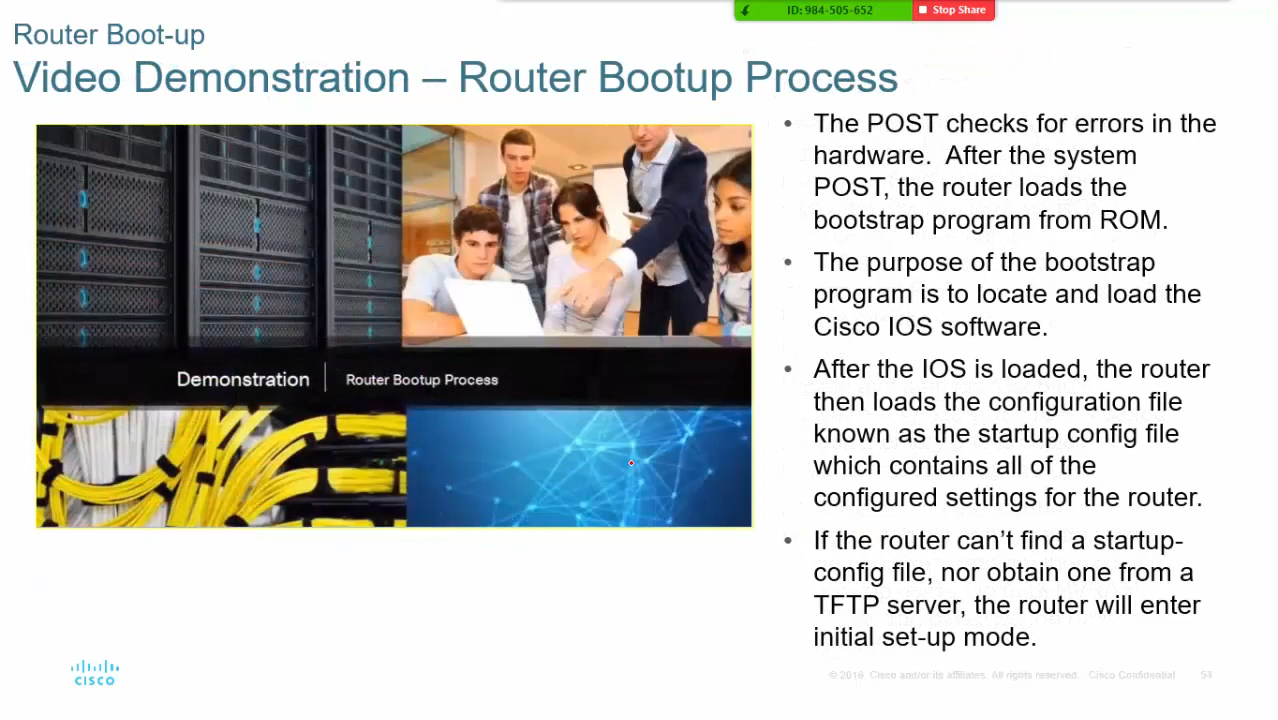 ID: 984-505-652
Stop Share
Router Boot-up
Video Demonstration – Router Bootup Process
• The POST checks for errors in the
hardware.  After the system
POST, the router loads the
bootstrap program from ROM.
• The purpose of the bootstrap
program is to locate and load the
Cisco IOS software.
• After the IOS is loaded, the router
then loads the configuration file
known as the startup config file
which contains all of the
configured settings for the router.
• If the router can’t find a startup-
config file, nor obtain one from a
TFTP server, the router will enter
initial set-up mode.
Demonstration | Router Bootup Process
CISCO
© 2016 Cisco and/or its affiliates. All rights reserved. Cisco Confidential